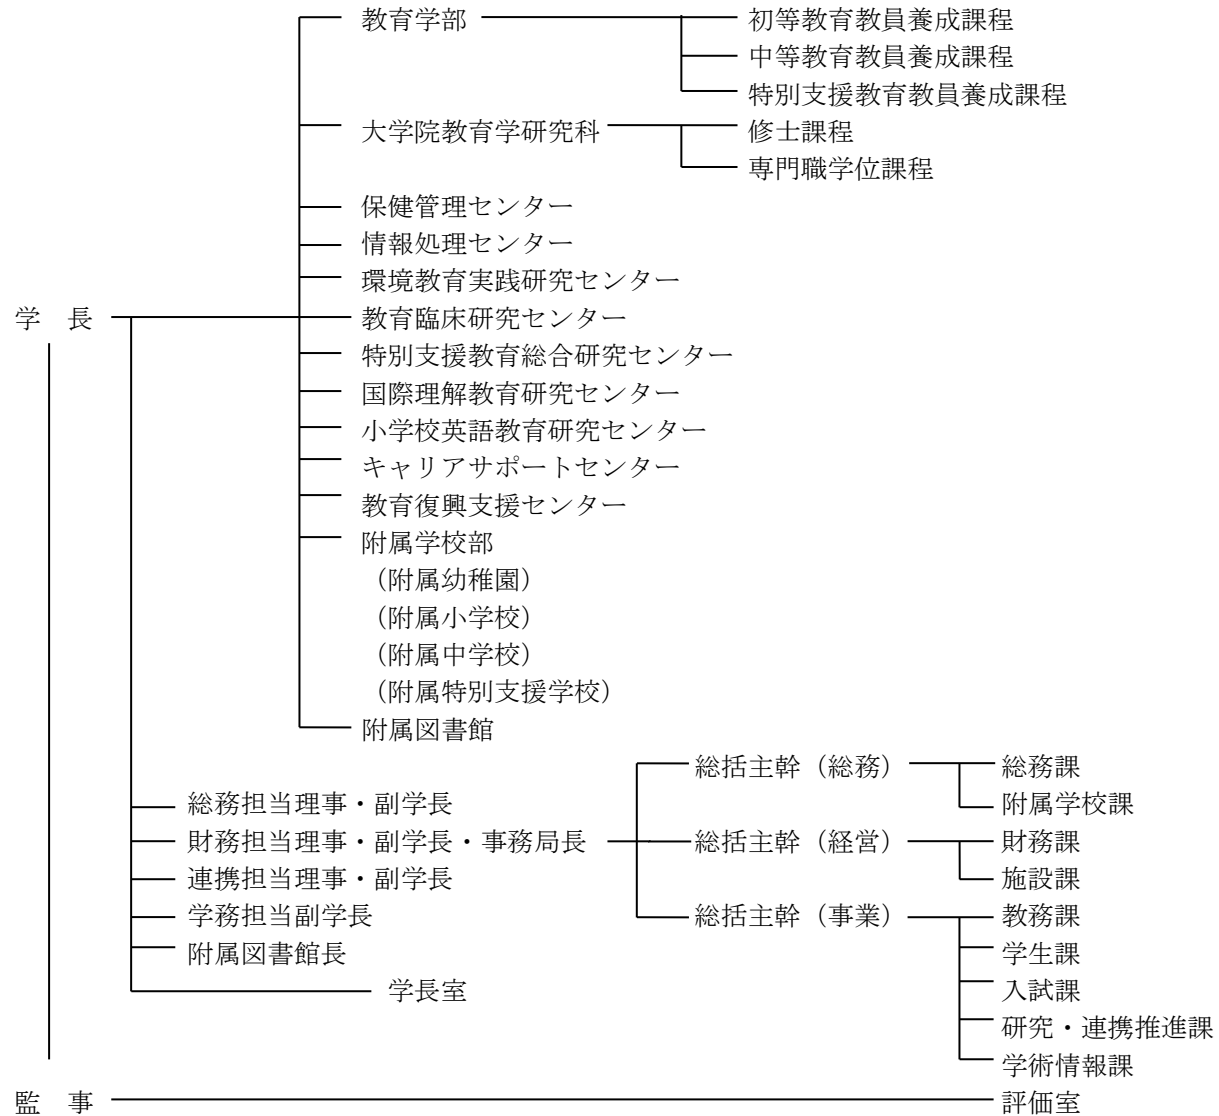 教育学部 初等教育教員養成課程
中等教育教員養成課程
特別支援教育教員養成課程
大学院教育学研究科 修士課程
専門職学位課程
保健管理センター
情報処理センター
環境教育実践研究センター
学　長 教育臨床研究センター
特別支援教育総合研究センター
国際理解教育研究センター
小学校英語教育研究センター
キャリアサポートセンター
教育復興支援センター
附属学校部
（附属幼稚園）
（附属小学校）
（附属中学校）
（附属特別支援学校）
附属図書館
総括主幹（総務） 総務課
総務担当理事・副学長 附属学校課
財務担当理事・副学長・事務局長 総括主幹（経営） 財務課
連携担当理事・副学長 施設課
学務担当副学長 総括主幹（事業） 教務課
附属図書館長 学生課
学長室 入試課
研究・連携推進課
学術情報課
監　事 評価室